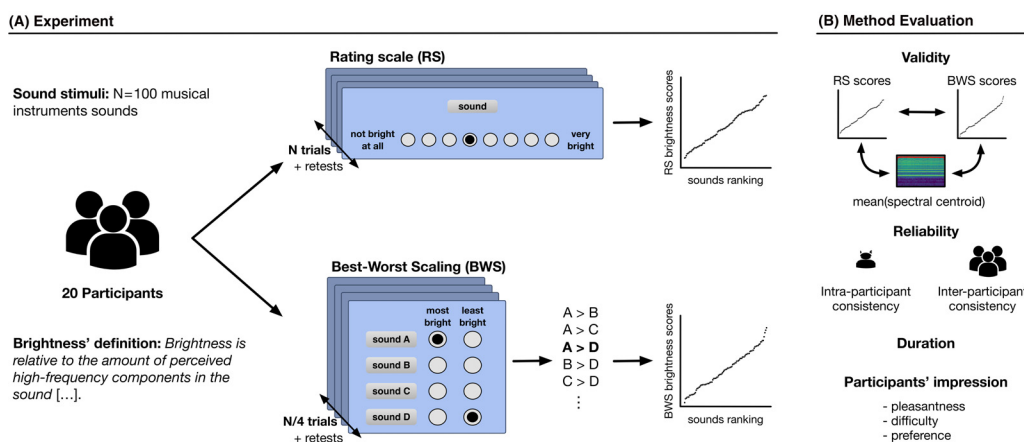 (A) Experiment
Sound stimuli: N=100 musical
instruments sounds
20 Participants
Brightness' definition: Brightness is
relative to the amount of perceived
high-frequency components in the
sound [...].
Rating scale (RS)
sound
not bright
at all
very
bright
N trials
+ retests
RS brightness scores
sounds ranking
Best-Worst Scaling (BWS)
most
bright
least
bright
sound A
sound B
sound C
sound D
N/4 trials
+ retests
A > B
A > C
A > D
B > D
C > D
⋮
BWS brightness scores
sounds ranking
(B) Method Evaluation
Validity
RS scores
BWS scores
mean(spectral centroid)
Reliability
Intra-participant
consistency
Inter-participant
consistency
Duration
Participants' impression
- pleasantness
- difficulty
- preference